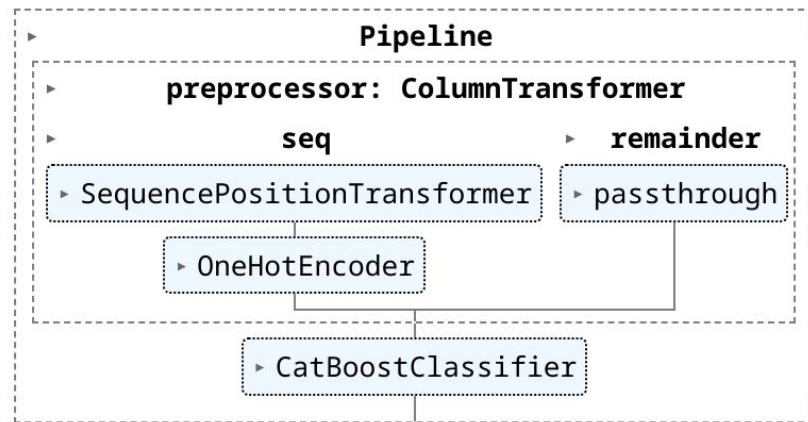 Pipeline
preprocessor: ColumnTransformer
seq
remainder
SequencePositionTransformer
passthrough
OneHotEncoder
CatBoostClassifier